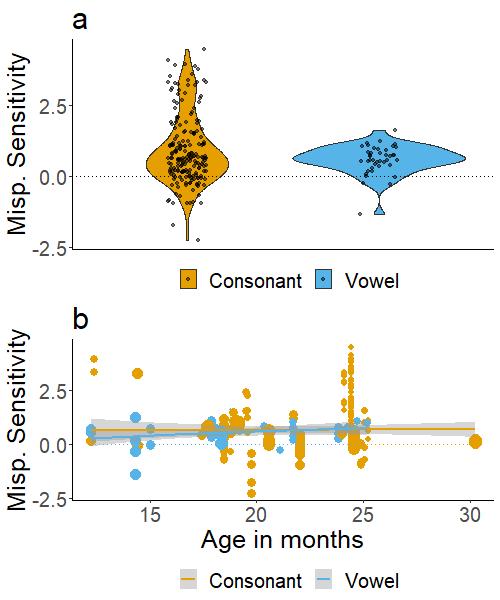 a
Misp. Sensitivity
2.5
0.0
-2.5
Consonant Vowel
b
Misp. Sensitivity
2.5
0.0
-2.5
15 20 25 30
Age in months
Consonant Vowel